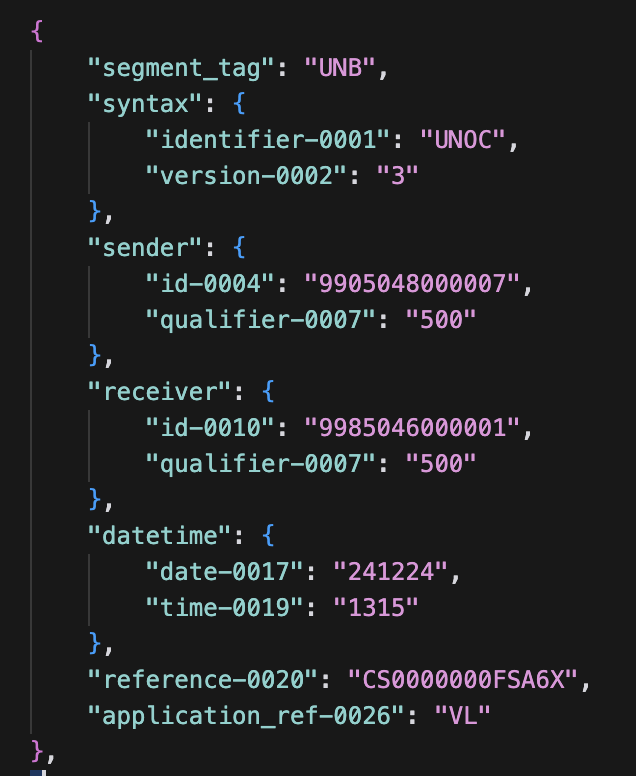 {
    "segment_tag": "UNB",
    "syntax": {
        "identifier-0001": "UNOC",
        "version-0002": "3"
    },
    "sender": {
        "id-0004": "9905048000007",
        "qualifier-0007": "500"
    },
    "receiver": {
        "id-0010": "9985046000001",
        "qualifier-0007": "500"
    },
    "datetime": {
        "date-0017": "241224",
        "time-0019": "1315"
    },
    "reference-0020": "CS0000000FSA6X",
    "application_ref-0026": "VL"
},